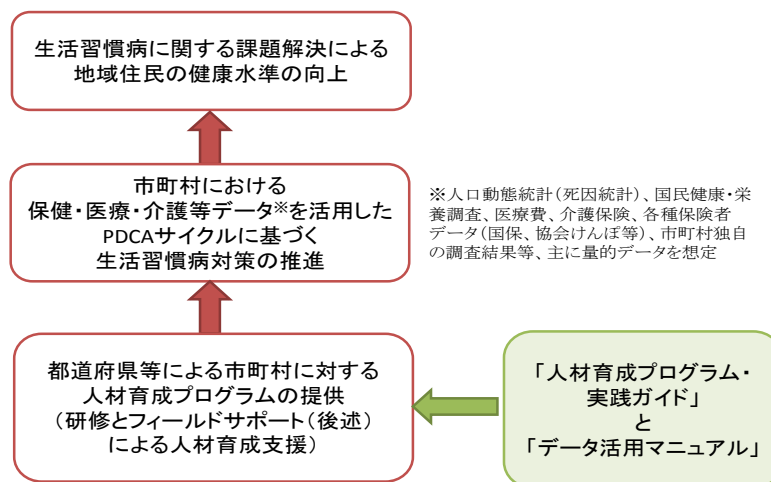 生活習慣病に関する課題解決による
地域住民の健康水準の向上
市町村における
保健・医療・介護等データ※を活用した
PDCAサイクルに基づく
生活習慣病対策の推進
※人口動態統計(死因統計)、国民健康・栄
養調査、医療費、介護保険、各種保険者
データ(国保、協会けんぽ等)、市町村独自
の調査結果等、主に量的データを想定
都道府県等による市町村に対する
人材育成プログラムの提供
(研修とフィールドサポート(後述)
による人材育成支援)
「人材育成プログラム・
実践ガイド」
と
「データ活用マニュアル」